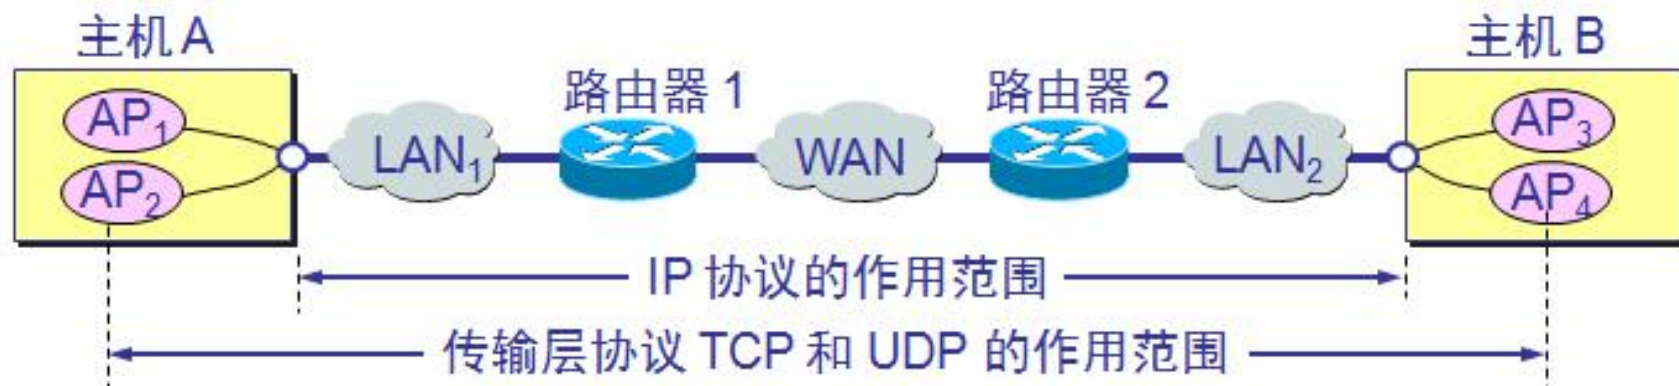 主机 A
主机 B
路由器 1
路由器 2
AP₁
AP₂
LAN₁
WAN
LAN₂
AP₃
AP₄
IP 协议的作用范围
传输层协议 TCP 和 UDP 的作用范围